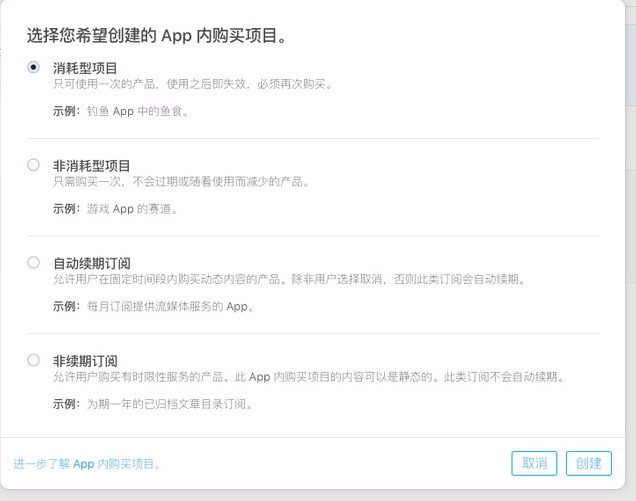 选择您希望创建的 App 内购买项目。
消耗型项目
只可使用一次的产品，使用之后即失效，必须再次购买。
示例：钓鱼 App 中的鱼食。
非消耗型项目
只需购买一次，不会过期或随着使用而减少的产品。
示例：游戏 App 的赛道。
自动续期订阅
允许用户在固定时间段内购买动态内容的产品。除非用户选择取消，否则此类订阅会自动续期。
示例：每月订阅提供流媒体服务的 App。
非续期订阅
允许用户购买有时限性服务的产品。此 App 内购买项目的内容可以是静态的。此类订阅不会自动续期。
示例：为期一年的已归档文章目录订阅。
进一步了解 App 内购买项目。
取消
创建